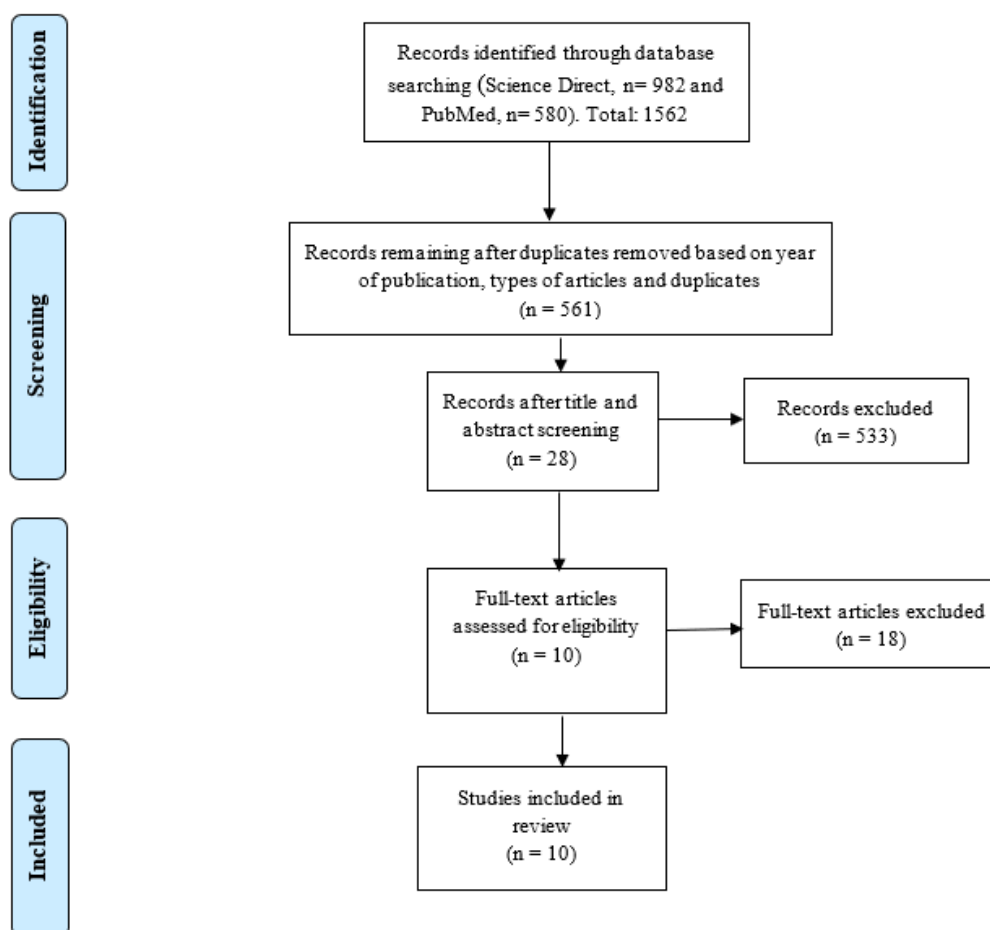 Identification
Records identified through database
searching (Science Direct, n= 982 and
PubMed, n= 580). Total: 1562
Screening
Records remaining after duplicates removed based on year
of publication, types of articles and duplicates
(n = 561)
Records after title and
abstract screening
(n = 28)
Records excluded
(n = 533)
Eligibility
Full-text articles
assessed for eligibility
(n = 10)
Full-text articles excluded
(n = 18)
Included
Studies included in
review
(n = 10)